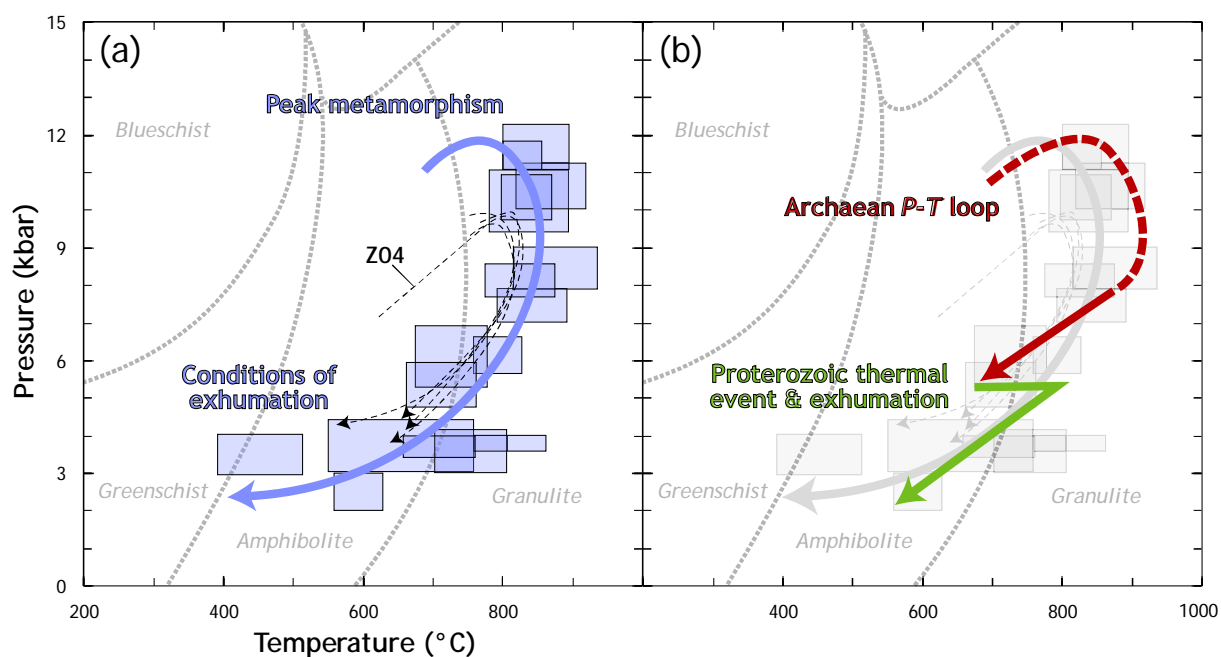 15
(a)
(b)
Peak metamorphism
Blueschist
Blueschist
12
Archaean P-T loop
Pressure (kbar)
9
Z04
6
Conditions of
exhumation
Proterozoic thermal
event & exhumation
3
Greenschist
Granulite
Greenschist
Granulite
Amphibolite
Amphibolite
0
200
400
600
800
400
600
800
1000
Temperature (°C)